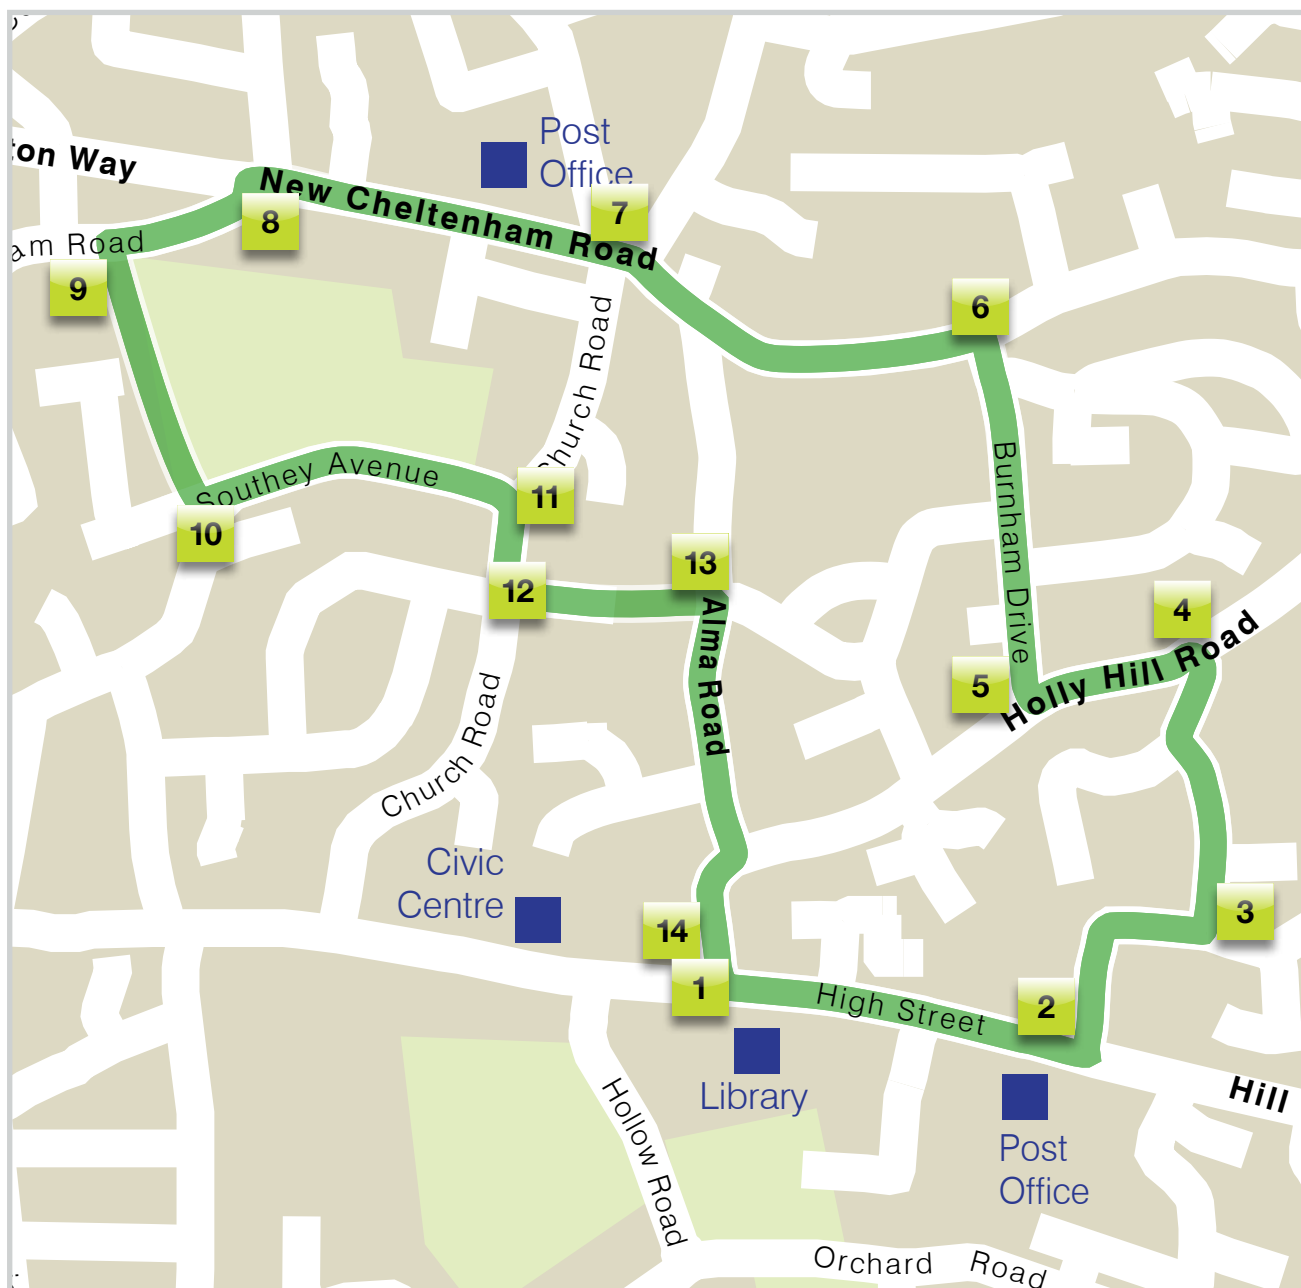 Post
Office
ton Way
New Cheltenham Road
7
8
am Road
9
6
Church Road
Burnham Drive
Southey Avenue
11
10
13
12
4
Alma Road
Holly Hill Road
5
Church Road
Civic
Centre
14
3
1
High Street
2
Library
Hill
Hollow Road
Post
Office
Orchard Road